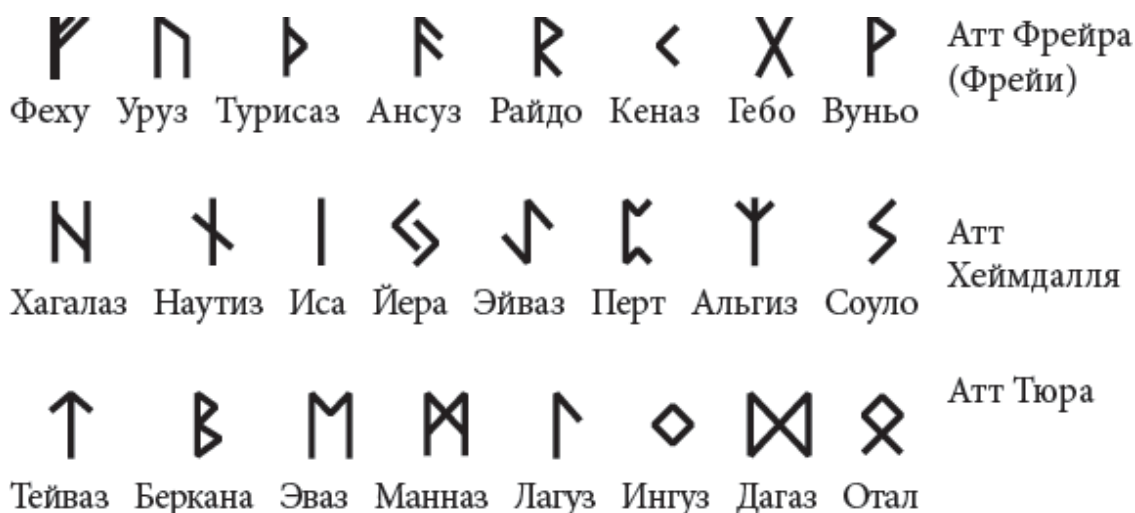 ᚠ ᚢ ᚦ ᚨ ᚱ ᚲ ᚷ ᚹ Атт Фрейра
(Фрейи)
Феху Уруз Турисаз Ансуз Райдо Кеназ Гебо Вуньо
ᚺ ᚾ ᛁ ᛃ ᛇ ᛈ ᛉ ᛊ Атт
Хеймдалля
Хагалаз Наутиз Иса Йера Эйваз Перт Альгиз Соуло
ᛏ ᛒ ᛖ ᛗ ᛚ ᛜ ᛞ ᛟ Атт Тюра
Тейваз Беркана Эваз Манназ Лагуз Ингуз Дагаз Отал